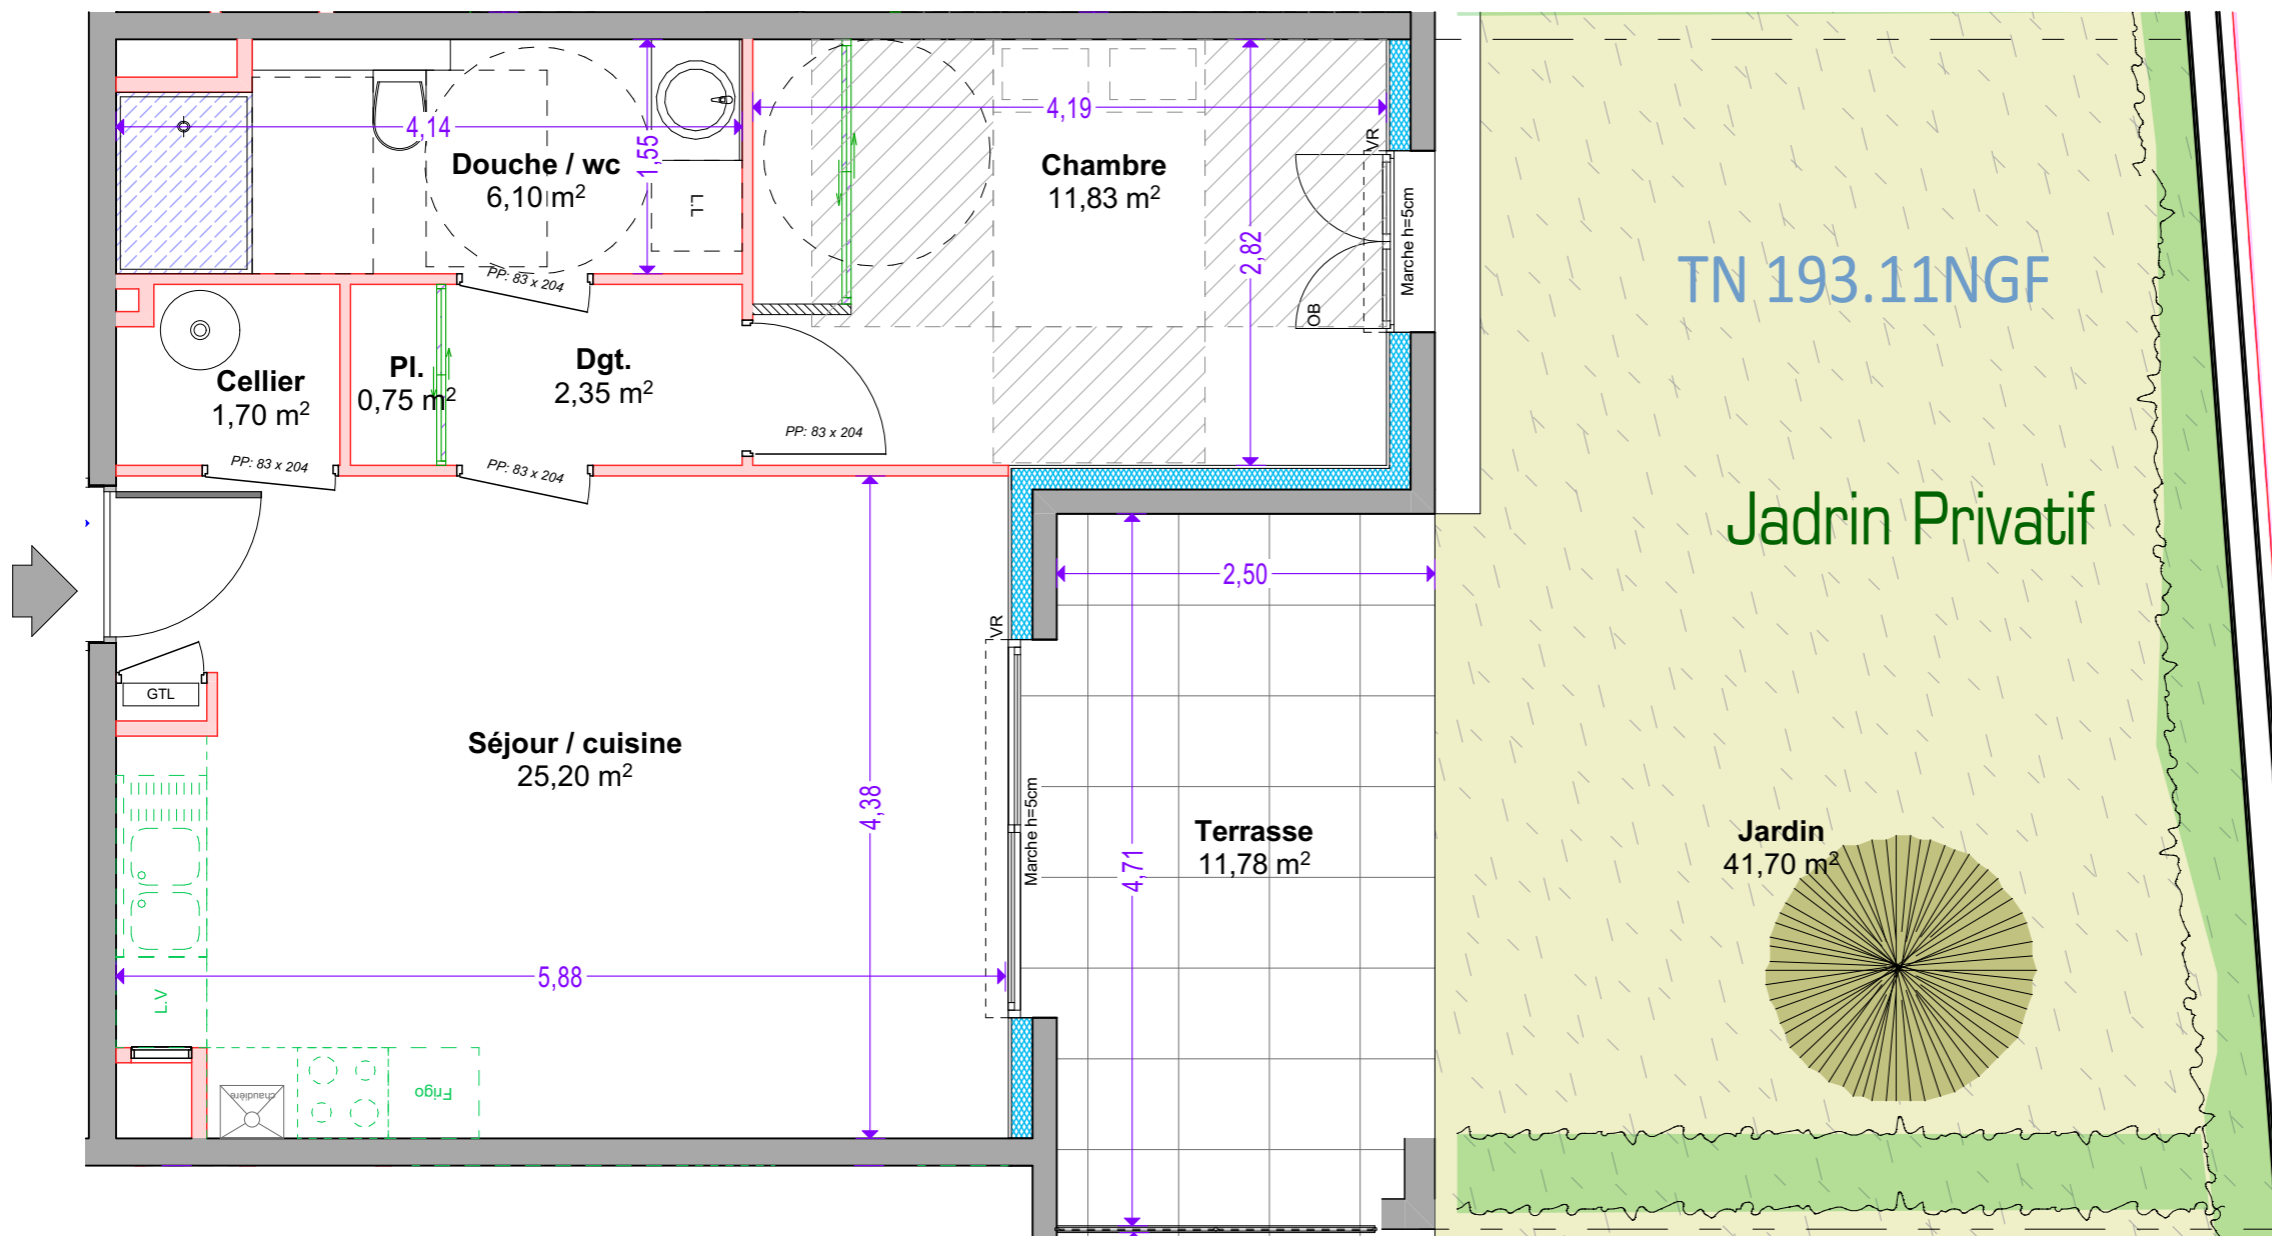 4,14
1,55
Douche / wc
6,10 m²
L.L
PP: 83 x 204
4,19
Chambre
11,83 m²
2,82
VR
OB
Marche h=5cm
TN 193.11NGF
Cellier
1,70 m²
PP: 83 x 204
Pl.
0,75 m²
Dgt.
2,35 m²
PP: 83 x 204
PP: 83 x 204
Jadrin Privatif
2,50
VR
GTL
Séjour / cuisine
25,20 m²
4,38
Marche h=5cm
4,71
Terrasse
11,78 m²
Jardin
41,70 m²
5,88
L.V
chaudière
Frigo